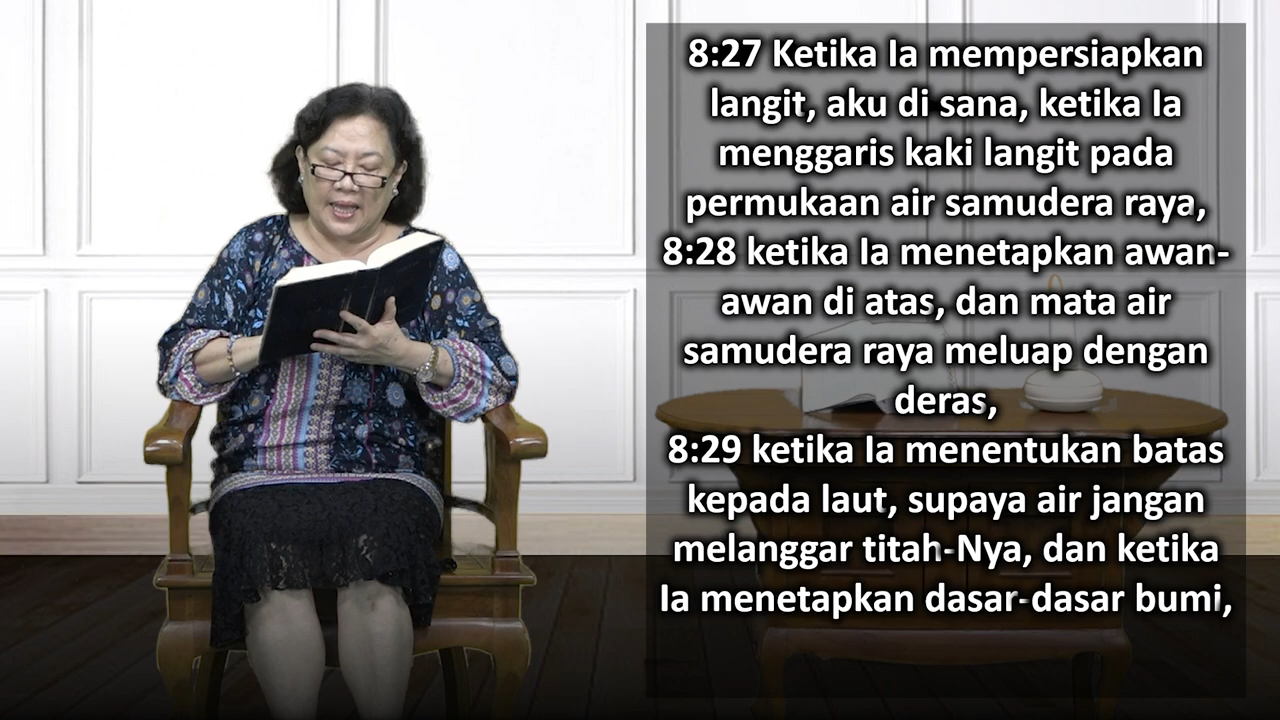 8:27 Ketika Ia mempersiapkan
langit, aku di sana, ketika Ia
menggaris kaki langit pada
permukaan air samudera raya,
8:28 ketika Ia menetapkan awan-
awan di atas, dan mata air
samudera raya meluap dengan
deras,
8:29 ketika Ia menentukan batas
kepada laut, supaya air jangan
melanggar titah-Nya, dan ketika
Ia menetapkan dasar-dasar bumi,